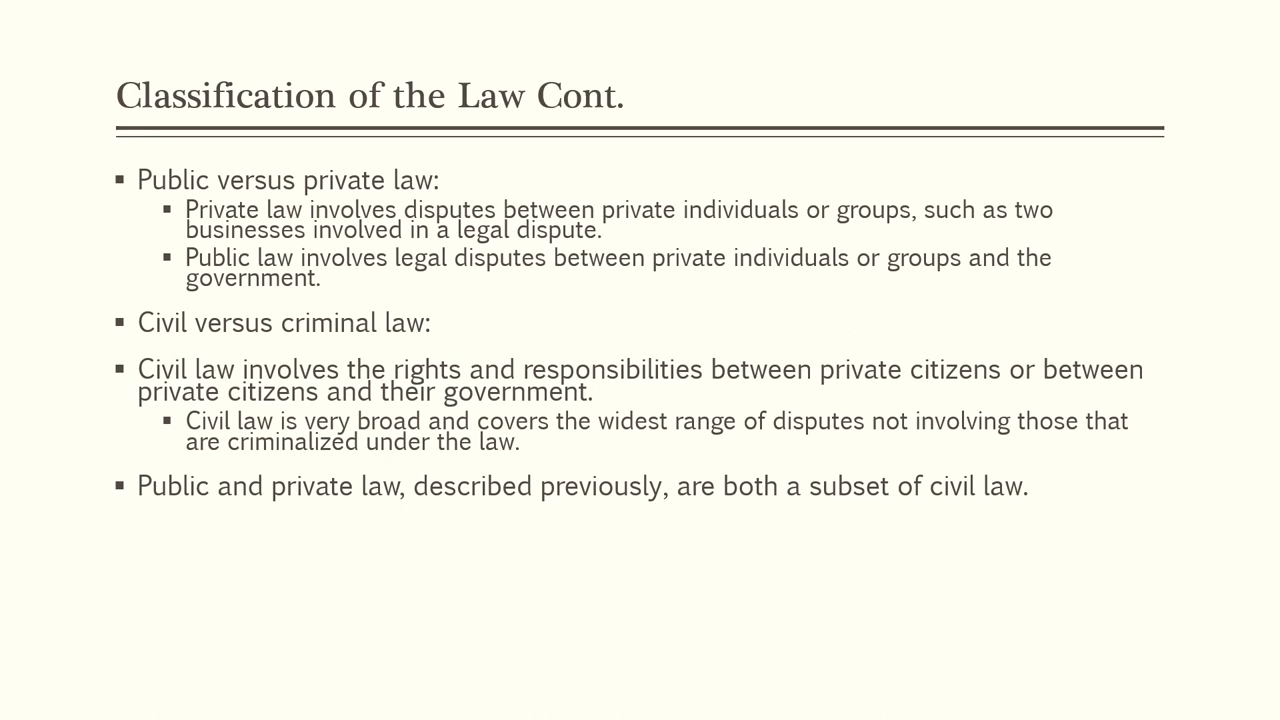 Classification of the Law Cont.
▪ Public versus private law:
▪ Private law involves disputes between private individuals or groups, such as two
businesses involved in a legal dispute.
▪ Public law involves legal disputes between private individuals or groups and the
government.
▪ Civil versus criminal law:
▪ Civil law involves the rights and responsibilities between private citizens or between
private citizens and their government.
▪ Civil law is very broad and covers the widest range of disputes not involving those that
are criminalized under the law.
▪ Public and private law, described previously, are both a subset of civil law.